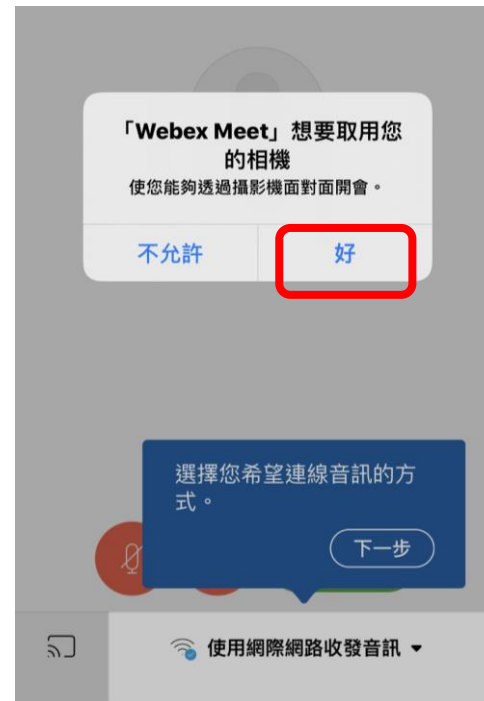 「Webex Meet」想要取用您
的相機
使您能夠透過攝影機面對面開會。
不允許
好
選擇您希望連線音訊的方
式。
下一步
使用網際網路收發音訊